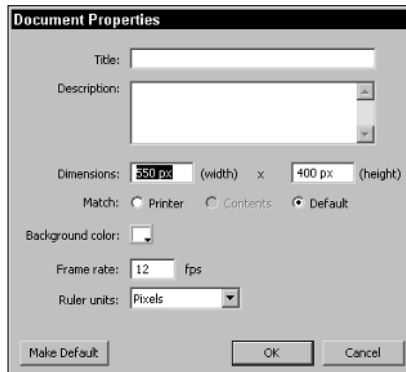 Document Properties
Title:
Description:
Dimensions: 550 px (width) x 400 px (height)
Match: Printer Contents Default
Background color:
Frame rate: 12 fps
Ruler units: Pixels
Make Default OK Cancel